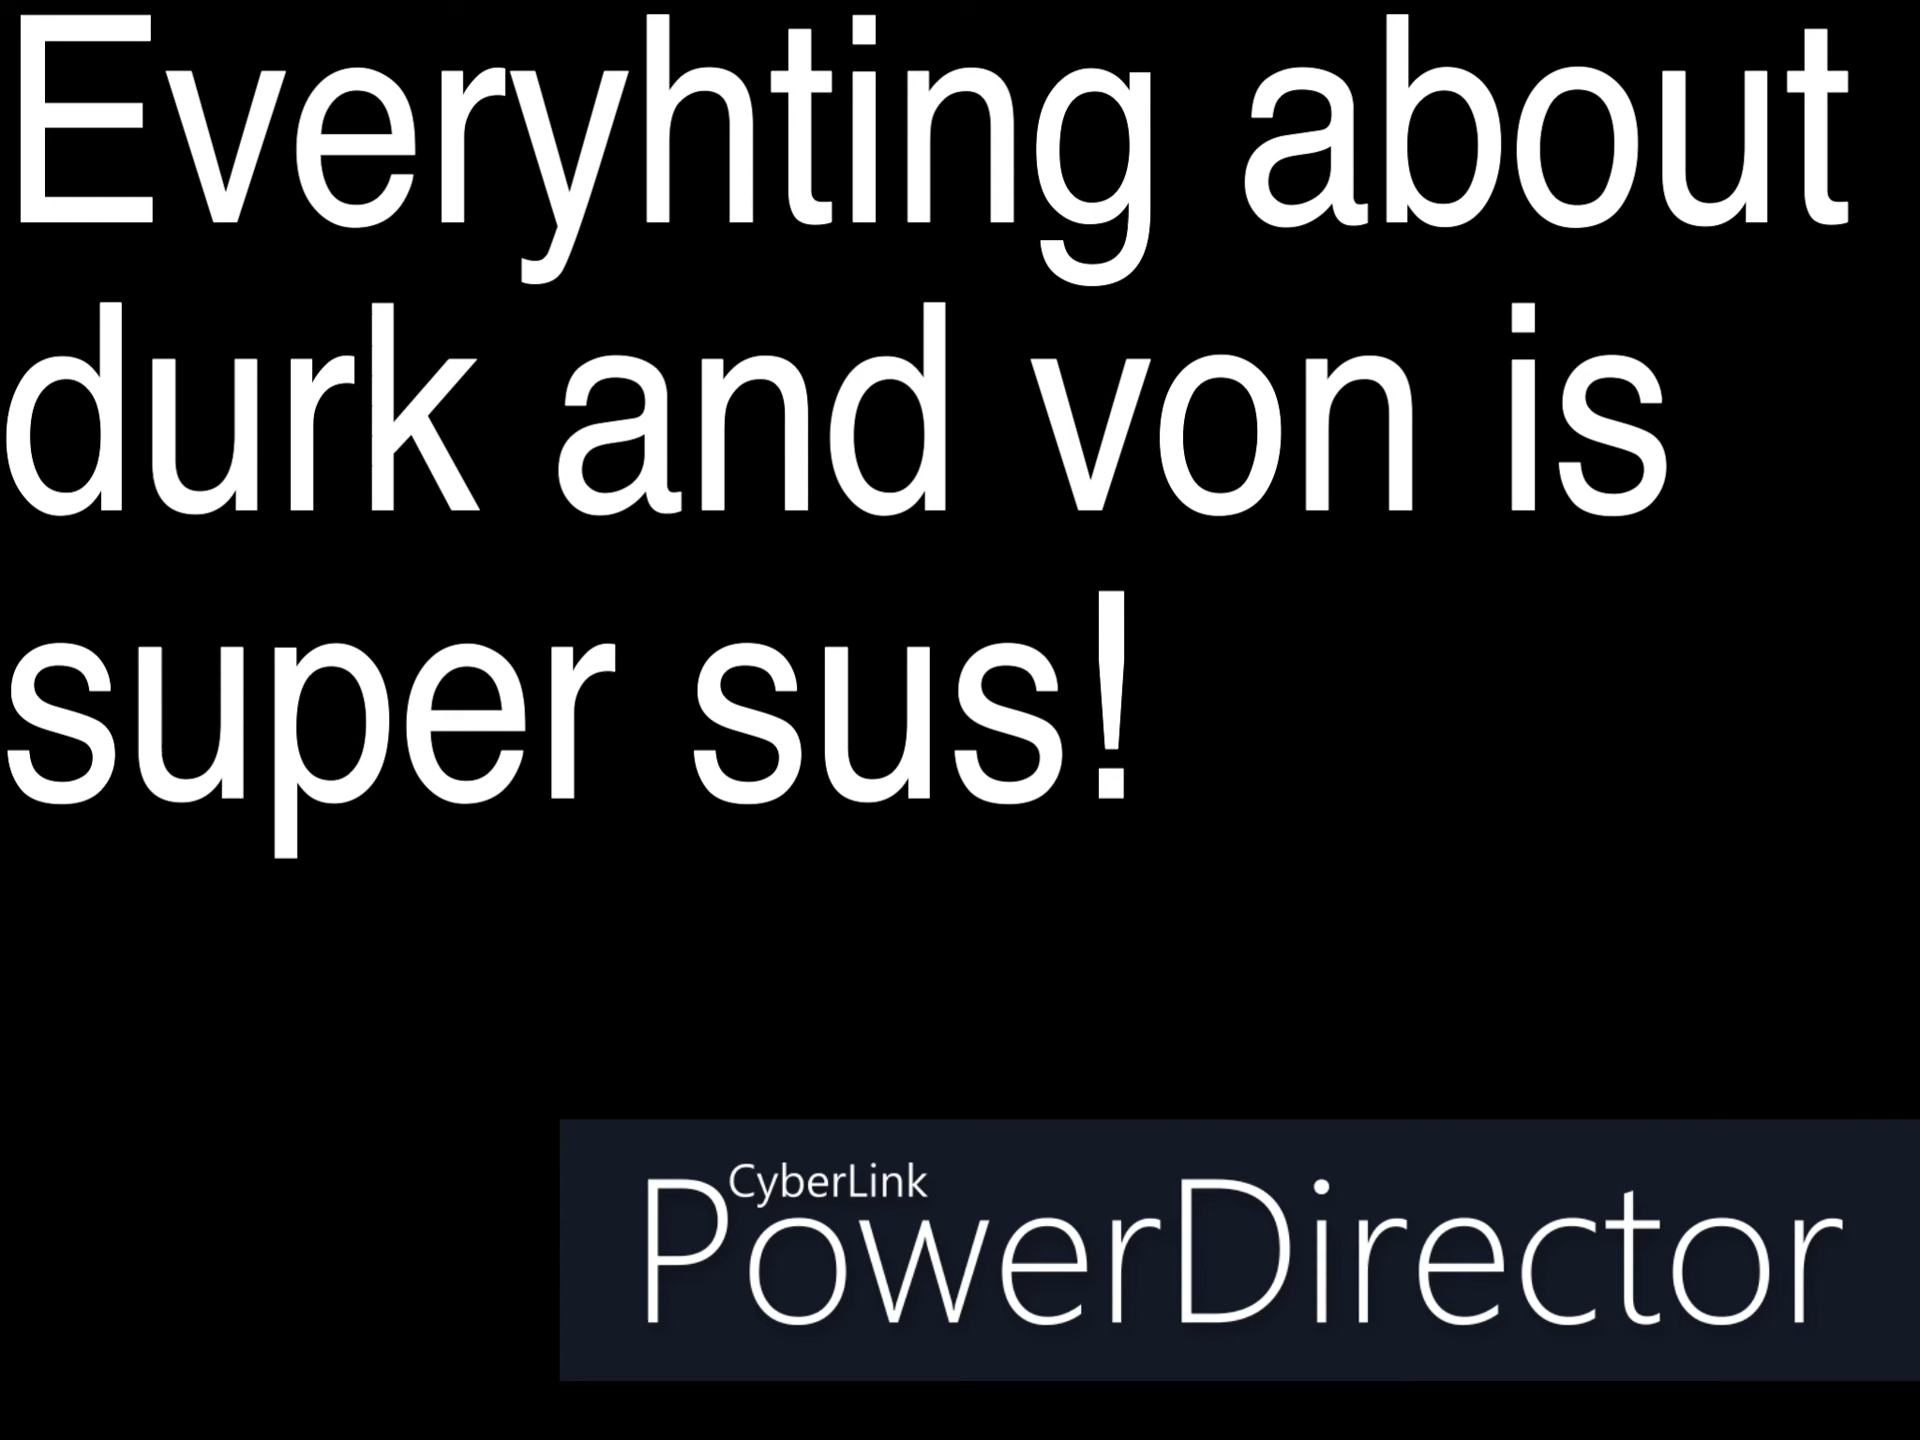 Everyhting about
durk and von is
super sus!
CyberLink
PowerDirector